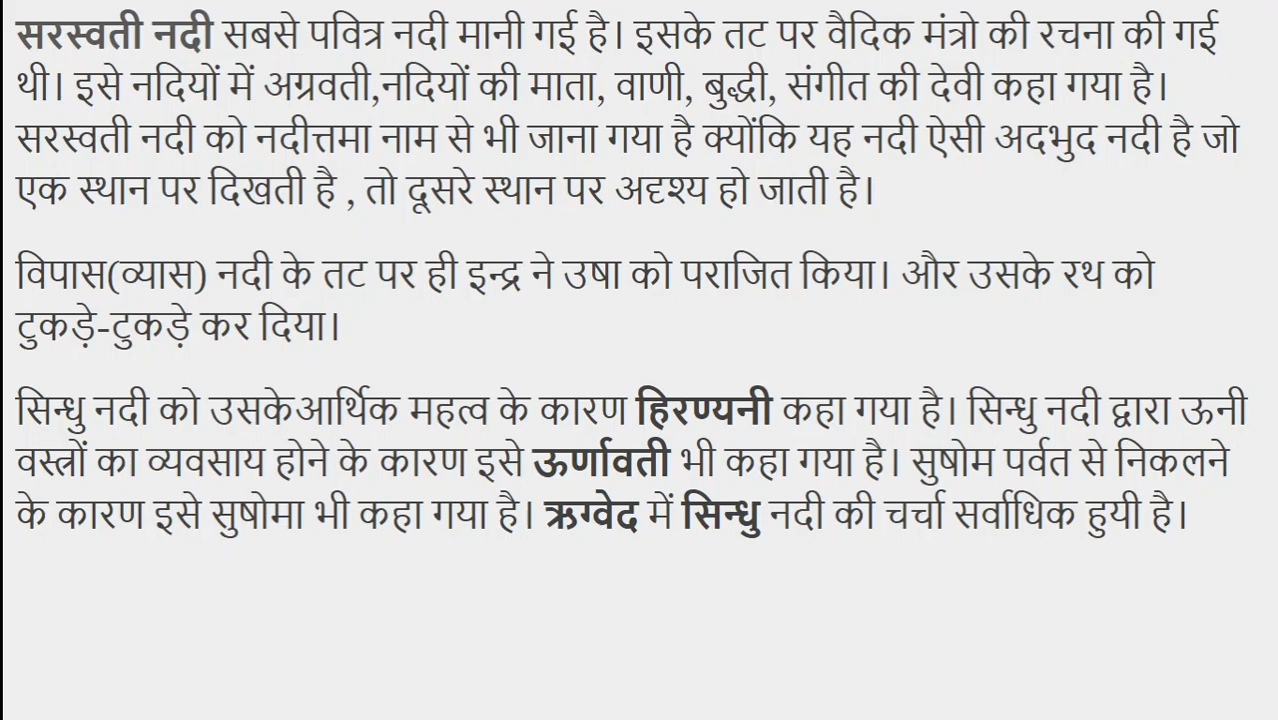 सरस्वती नदी सबसे पवित्र नदी मानी गई है। इसके तट पर वैदिक मंत्रो की रचना की गई
थी। इसे नदियों में अग्रवती,नदियों की माता, वाणी, बुद्धी, संगीत की देवी कहा गया है।
सरस्वती नदी को नदीत्तमा नाम से भी जाना गया है क्योंकि यह नदी ऐसी अदभुद नदी है जो
एक स्थान पर दिखती है , तो दूसरे स्थान पर अदृश्य हो जाती है।
विपास(व्यास) नदी के तट पर ही इन्द्र ने उषा को पराजित किया। और उसके रथ को
टुकड़े-टुकड़े कर दिया।
सिन्धु नदी को उसकेआर्थिक महत्व के कारण हिरण्यनी कहा गया है। सिन्धु नदी द्वारा ऊनी
वस्त्रों का व्यवसाय होने के कारण इसे ऊर्णावती भी कहा गया है। सुषोम पर्वत से निकलने
के कारण इसे सुषोमा भी कहा गया है। ऋग्वेद में सिन्धु नदी की चर्चा सर्वाधिक हुयी है।